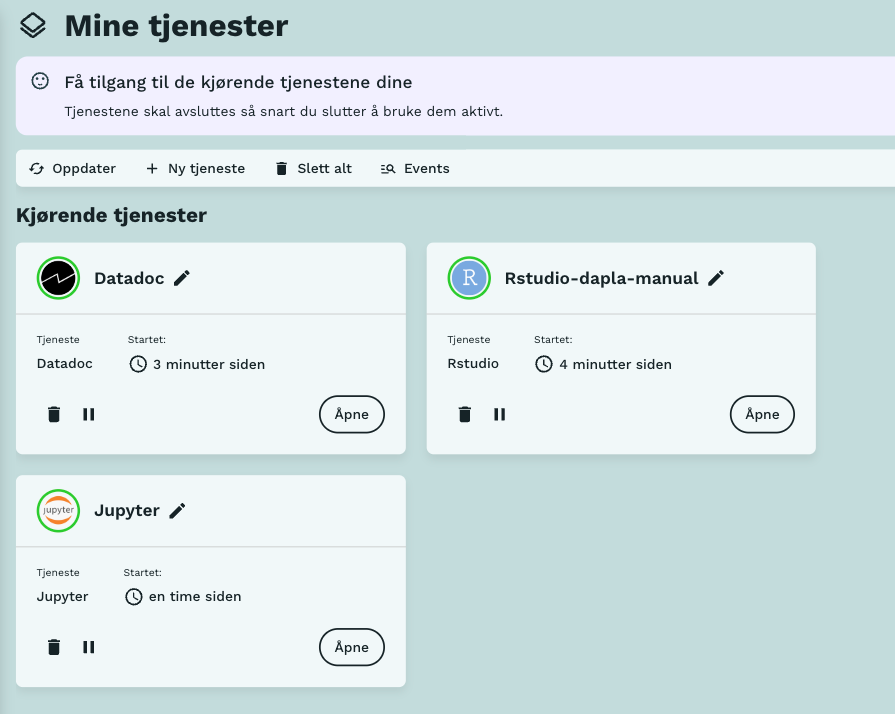 Mine tjenester
Få tilgang til de kjørende tjenestene dine
Tjenestene skal avsluttes så snart du slutter å bruke dem aktivt.
Oppdater Ny tjeneste Slett alt Events
Kjørende tjenester
Datadoc
Tjeneste Startet:
Datadoc 3 minutter siden
Åpne
R Rstudio-dapla-manual
Tjeneste Startet:
Rstudio 4 minutter siden
Åpne
jupyter Jupyter
Tjeneste Startet:
Jupyter en time siden
Åpne